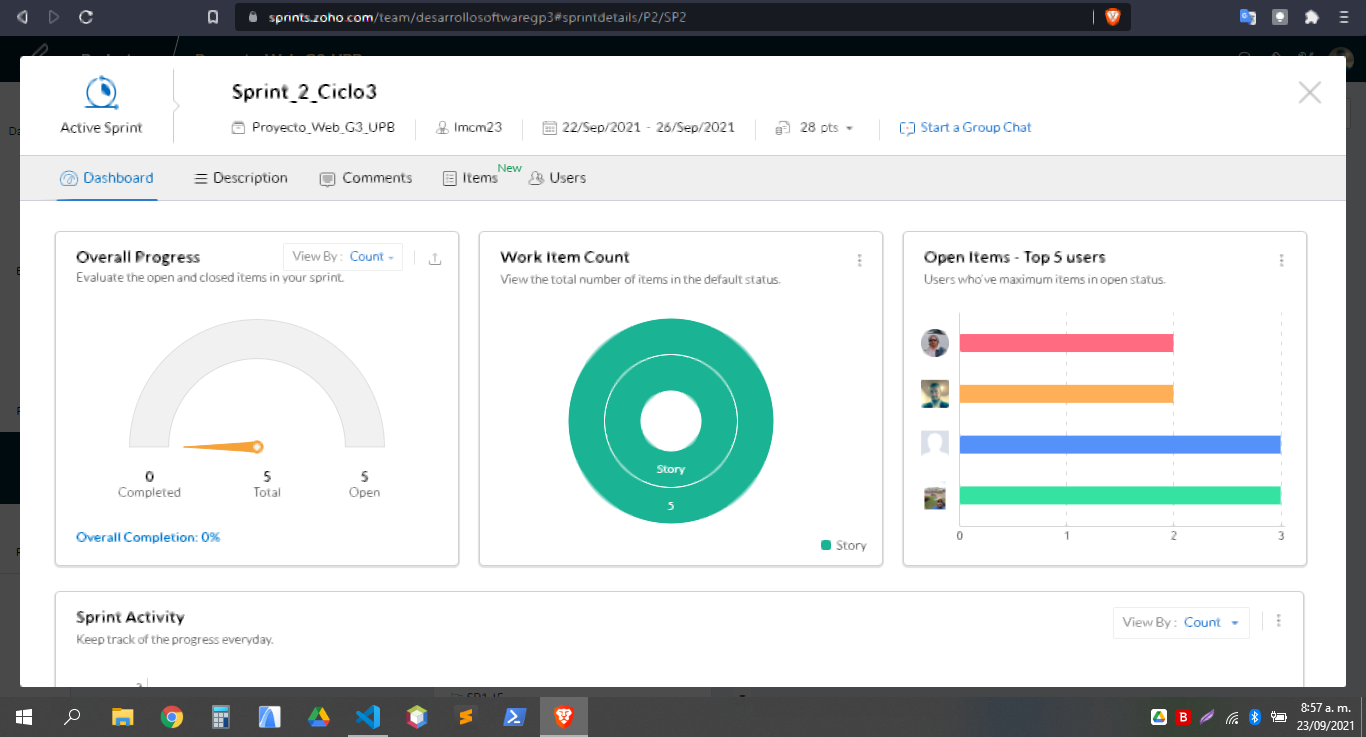 sprints.zoho.com/team/desarrollosoftwaregp3#sprintdetails/P2/SP2
Sprint_2_Ciclo3
Active Sprint
Proyecto_Web_G3_UPB
lmcm23
22/Sep/2021 - 26/Sep/2021
28 pts
Start a Group Chat
Dashboard
Description
Comments
Items
New
Users
Overall Progress
View By : Count
Evaluate the open and closed items in your sprint.
0
5
5
Completed
Total
Open
Overall Completion: 0%
Work Item Count
View the total number of items in the default status.
Story
5
Story
Open Items - Top 5 users
Users who've maximum items in open status.
0 1 2 3
Sprint Activity
Keep track of the progress everyday.
View By : Count
8:57 a. m.
23/09/2021